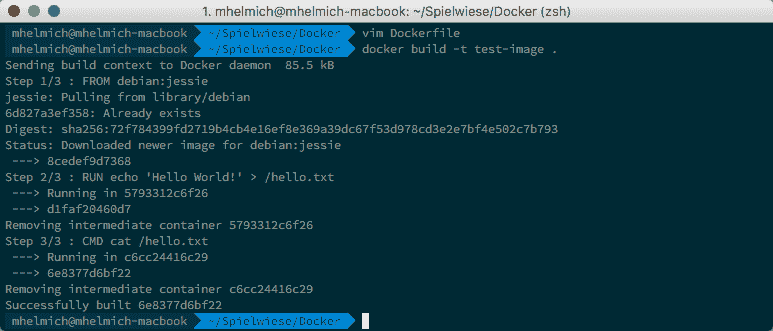 1. mhelmich@mhelmich-macbook: ~/Spielwiese/Docker (zsh)
mhelmich@mhelmich-macbook ~/Spielwiese/Docker vim Dockerfile
mhelmich@mhelmich-macbook ~/Spielwiese/Docker docker build -t test-image .
Sending build context to Docker daemon  85.5 kB
Step 1/3 : FROM debian:jessie
jessie: Pulling from library/debian
6d827a3ef358: Already exists
Digest: sha256:72f784399fd2719b4cb4e16ef8e369a39dc67f53d978cd3e2e7bf4e502c7b793
Status: Downloaded newer image for debian:jessie
 ---> 8cedef9d7368
Step 2/3 : RUN echo 'Hello World!' > /hello.txt
 ---> Running in 5793312c6f26
 ---> d1faf20460d7
Removing intermediate container 5793312c6f26
Step 3/3 : CMD cat /hello.txt
 ---> Running in c6cc24416c29
 ---> 6e8377d6bf22
Removing intermediate container c6cc24416c29
Successfully built 6e8377d6bf22
mhelmich@mhelmich-macbook ~/Spielwiese/Docker